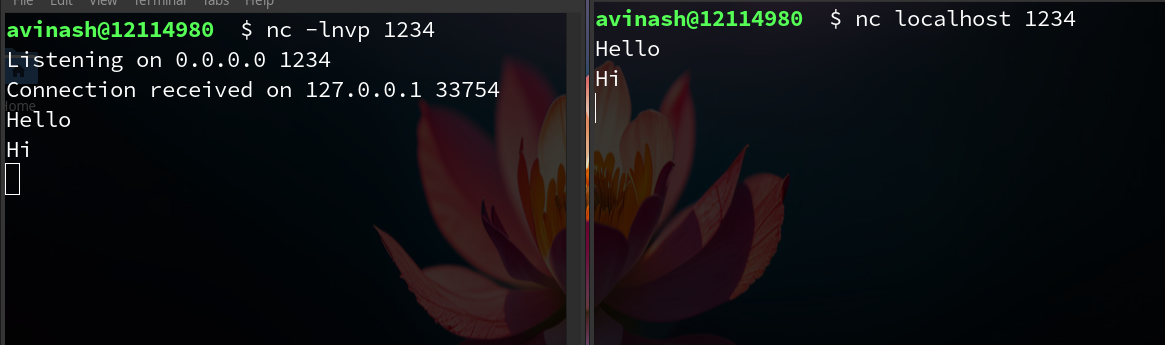 File Edit View Terminal Tabs Help
avinash@12114980 $ nc -lnvp 1234
Listening on 0.0.0.0 1234
Connection received on 127.0.0.1 33754
Home
Hello
Hi
avinash@12114980 $ nc localhost 1234
Hello
Hi